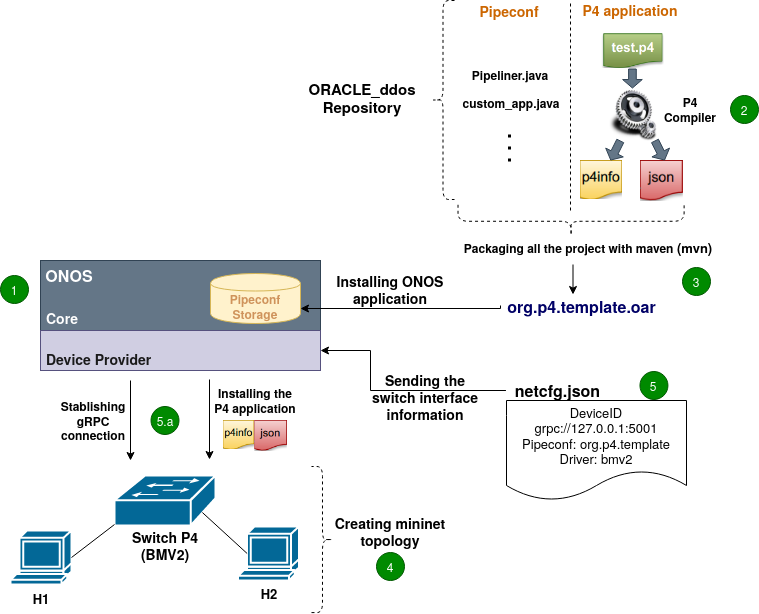 Pipeconf
P4 application
test.p4
Pipeliner.java
custom_app.java
ORACLE_ddos
Repository
P4
Compiler
2
p4info
json
Packaging all the project with maven (mvn)
3
org.p4.template.oar
1
ONOS
Core
Pipeconf
Storage
Installing ONOS
application
Device Provider
Sending the
switch interface
information
netcfg.json
5
DeviceID
grpc://127.0.0.1:5001
Pipeconf: org.p4.template
Driver: bmv2
Stablishing
gRPC
connection
5.a
Installing the
P4 application
p4info
json
Switch P4
(BMV2)
H1
H2
Creating mininet
topology
4